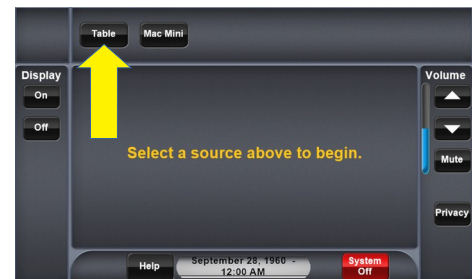 Table
Mac Mini
Display
On
Off
Select a source above to begin.
Volume
Mute
Privacy
Help
September 28, 1960 -
12:00 AM
System
Off